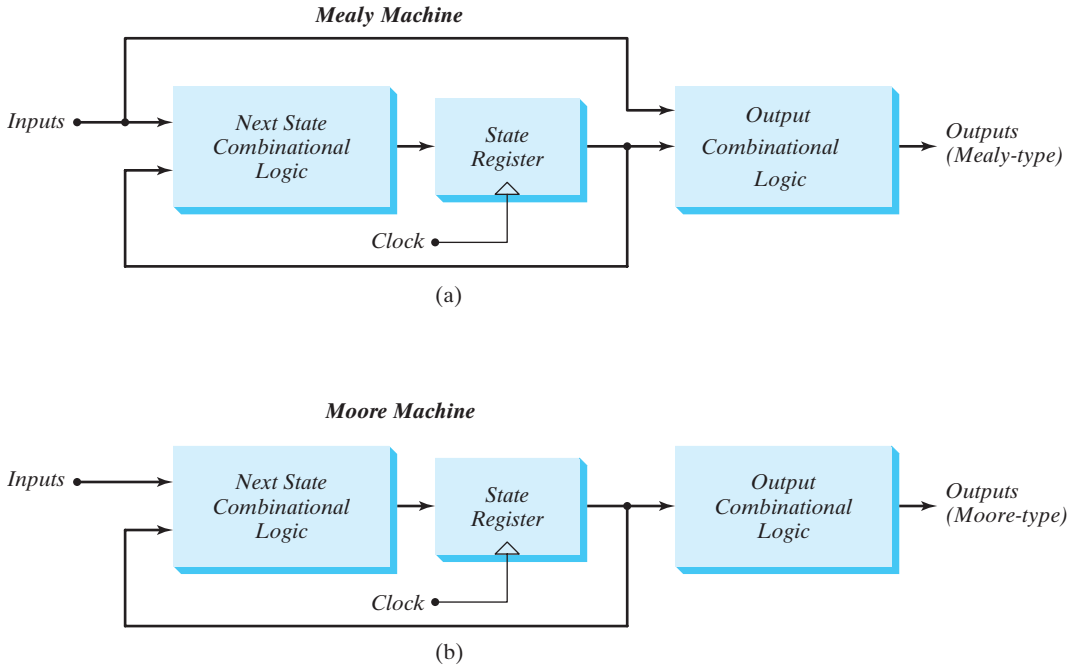 Mealy Machine
Inputs
Next State
Combinational
Logic
State
Register
Clock
Output
Combinational
Logic
Outputs
(Mealy-type)
(a)
Moore Machine
Inputs
Next State
Combinational
Logic
State
Register
Clock
Output
Combinational
Logic
Outputs
(Moore-type)
(b)